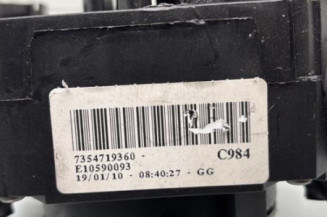 7354719360 - C984
E10590093
19/01/10 - 08:40:27 - GG